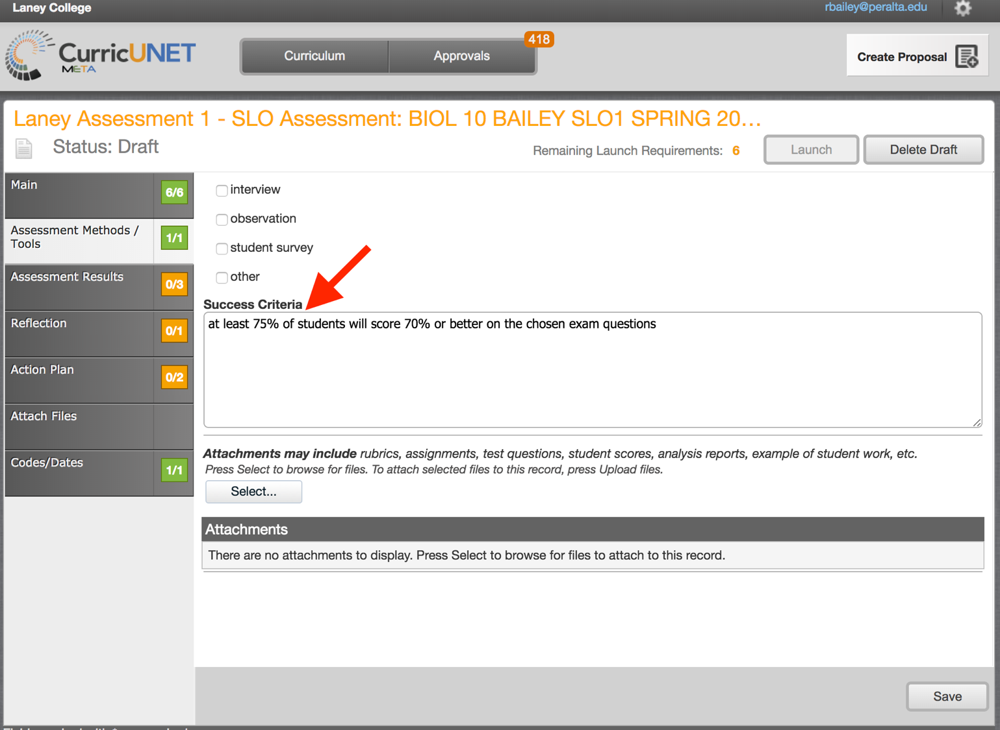 Laney College
rbailey@peralta.edu
CurricUNET
META
Curriculum
Approvals
418
Create Proposal
Laney Assessment 1 - SLO Assessment: BIOL 10 BAILEY SLO1 SPRING 20...
Status: Draft
Remaining Launch Requirements: 6
Launch
Delete Draft
Main
6/6
Assessment Methods /
Tools
1/1
Assessment Results
0/3
Reflection
0/1
Action Plan
0/2
Attach Files
Codes/Dates
1/1
interview
observation
student survey
other
Success Criteria
at least 75% of students will score 70% or better on the chosen exam questions
Attachments may include rubrics, assignments, test questions, student scores, analysis reports, example of student work, etc.
Press Select to browse for files. To attach selected files to this record, press Upload files.
Select...
Attachments
There are no attachments to display. Press Select to browse for files to attach to this record.
Save